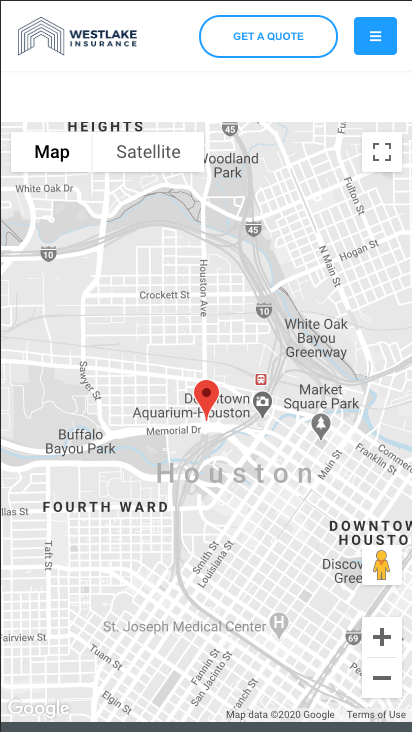 WESTLAKE
INSURANCE
GET A QUOTE
HEIGHTS
45
Map
Satellite
Woodland
Park
White Oak Dr
Fulton St
45
N Main St
Hogan St
10
Houston Ave
Crockett St
10
White Oak
Bayou
Greenway
Sawyer St
Downtown
Aquarium-Houston
Market
Square Park
Memorial Dr
Buffalo
Bayou Park
Main St
Franklin St
Houston
FOURTH WARD
Taft St
Smith St
Louisiana St
St. Joseph Medical Center
H
69
Fairview St
Tuam St
Fannin St
San Jacinto St
Elgin St
Google
Map data ©2020 Google
Terms of Use